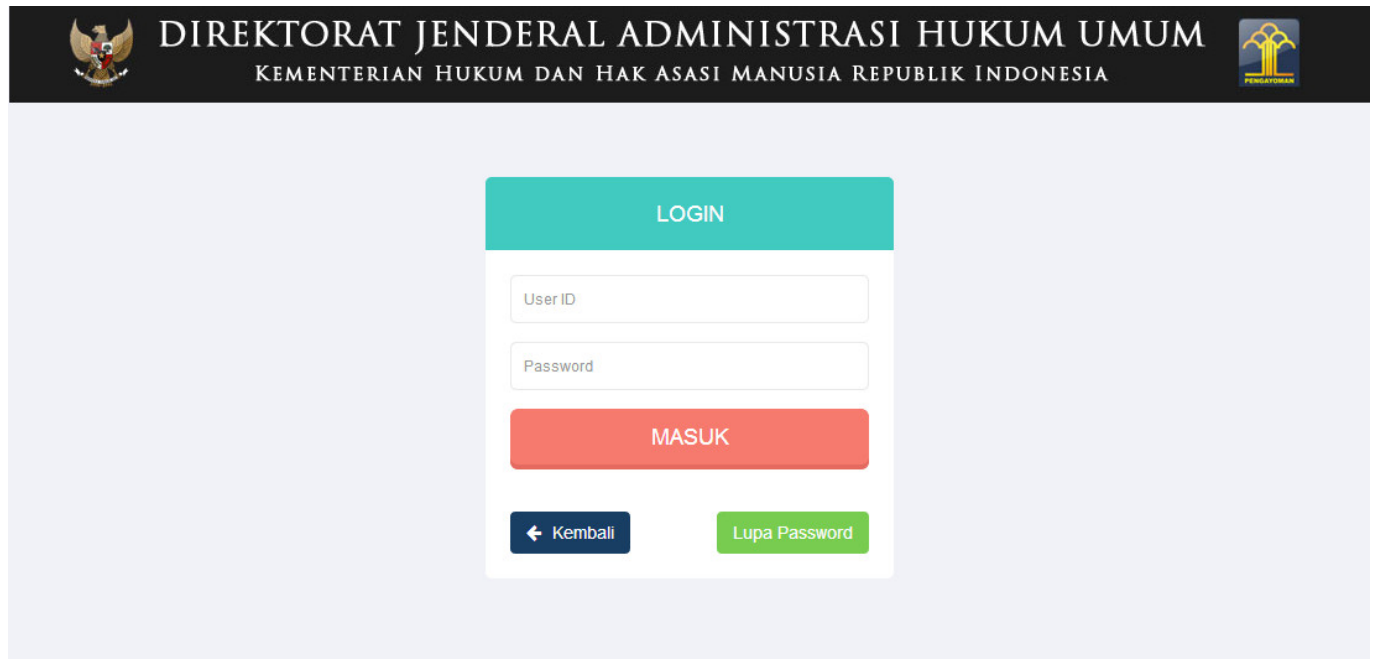 DIREKTORAT JENDERAL ADMINISTRASI HUKUM UMUM
KEMENTERIAN HUKUM DAN HAK ASASI MANUSIA REPUBLIK INDONESIA
PENGAYOMAN
LOGIN
User ID
Password
MASUK
Kembali
Lupa Password